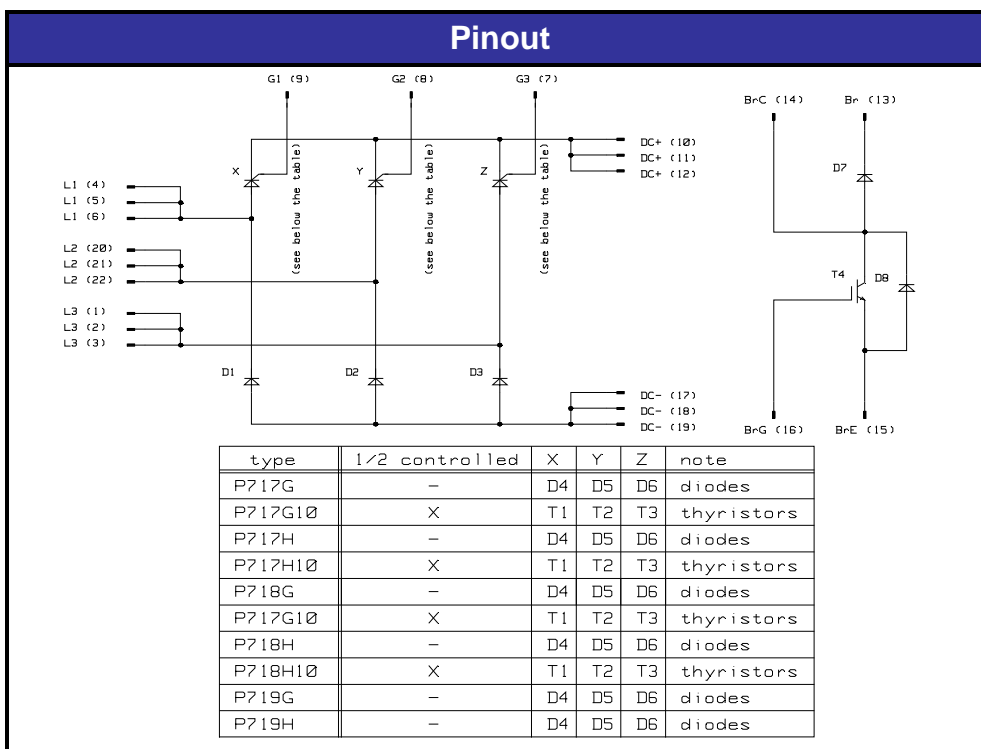 Pinout
G1 (9)
G2 (8)
G3 (7)
BrC (14)
Br (13)
DC+ (10)
DC+ (11)
DC+ (12)
X
Y
Z
(see below the table)
(see below the table)
(see below the table)
D7
L1 (4)
L1 (5)
L1 (6)
L2 (20)
L2 (21)
L2 (22)
T4
D8
L3 (1)
L3 (2)
L3 (3)
D1
D2
D3
DC- (17)
DC- (18)
DC- (19)
BrG (16)
BrE (15)
type 1/2 controlled X Y Z note
P717G - D4 D5 D6 diodes
P717G10 X T1 T2 T3 thyristors
P717H - D4 D5 D6 diodes
P717H10 X T1 T2 T3 thyristors
P718G - D4 D5 D6 diodes
P717G10 X T1 T2 T3 thyristors
P718H - D4 D5 D6 diodes
P718H10 X T1 T2 T3 thyristors
P719G - D4 D5 D6 diodes
P719H - D4 D5 D6 diodes